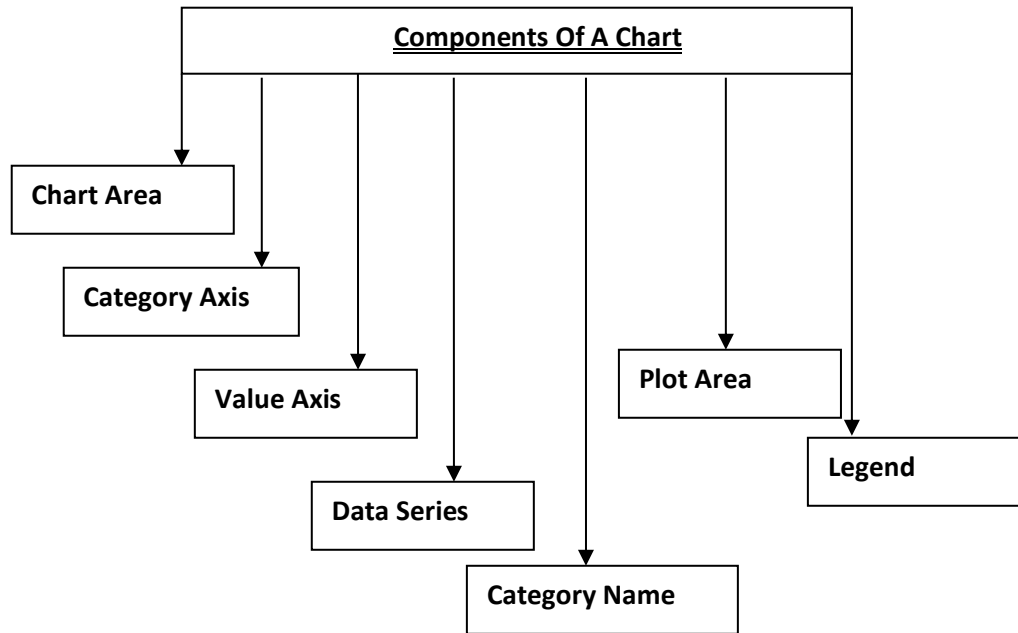 Components Of A Chart
Chart Area
Category Axis
Value Axis
Plot Area
Legend
Data Series
Category Name